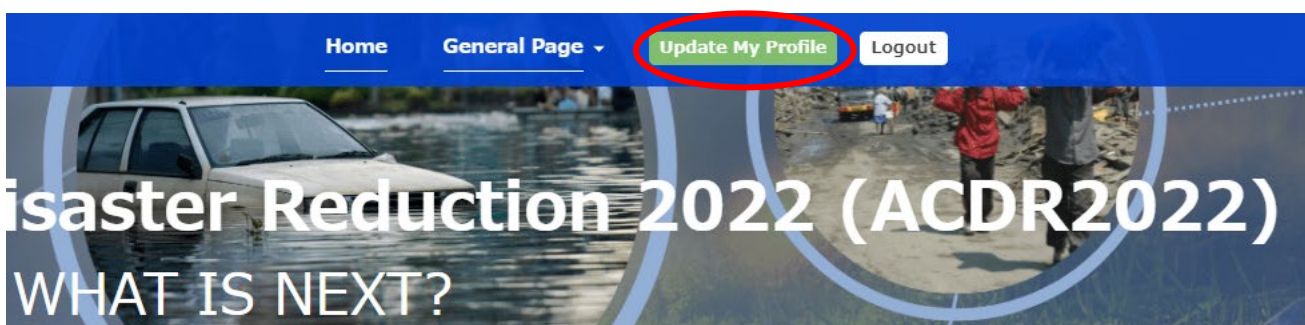 Home General Page Update My Profile Logout
isaster Reduction 2022 (ACDR2022)
WHAT IS NEXT?